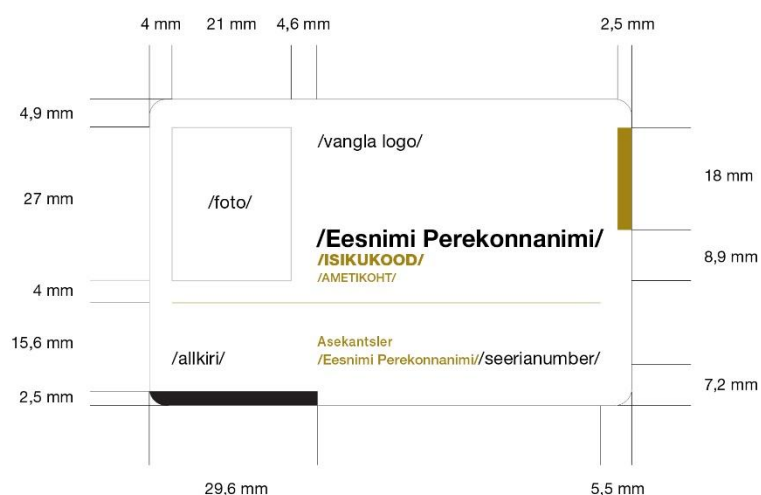 4 mm 21 mm 4,6 mm 2,5 mm
4,9 mm
/vangla logo/
27 mm
/foto/
18 mm
/Eesnimi Perekonnanimi/
/ISIKUKOOD/
8,9 mm
/AMETIKOHT/
4 mm
15,6 mm
Asekantsler
/allkiri/
/Eesnimi Perekonnanimi//seerianumber/
7,2 mm
2,5 mm
29,6 mm 5,5 mm